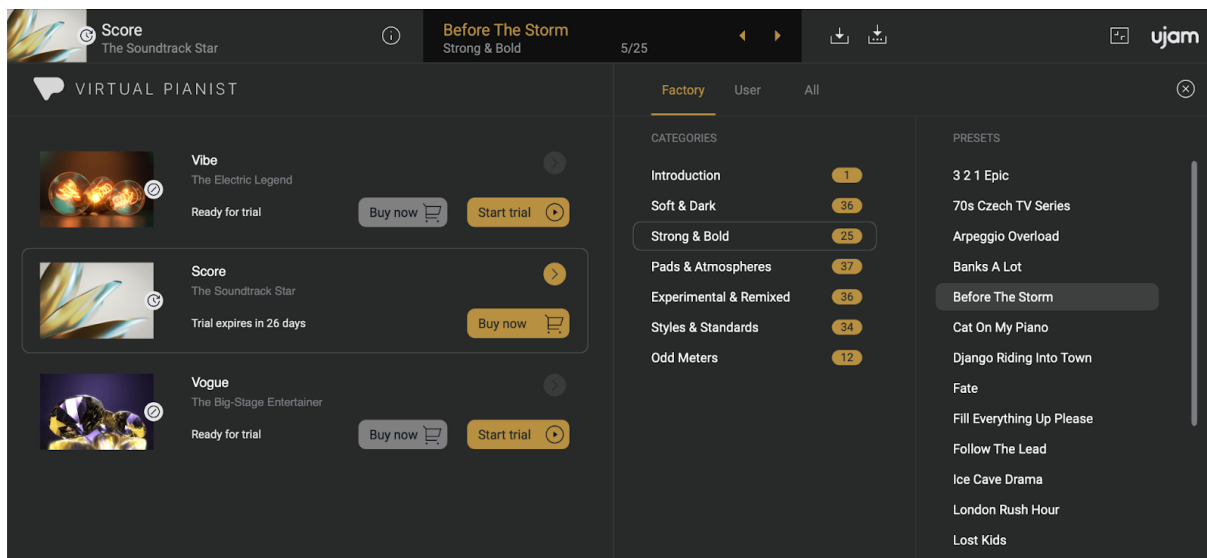 Score
The Soundtrack Star
Before The Storm
Strong & Bold
5/25
ujam
VIRTUAL PIANIST
Vibe
The Electric Legend
Ready for trial
Buy now
Start trial
Score
The Soundtrack Star
Trial expires in 26 days
Buy now
Vogue
The Big-Stage Entertainer
Ready for trial
Buy now
Start trial
Factory
User
All
CATEGORIES
Introduction 1
Soft & Dark 36
Strong & Bold 25
Pads & Atmospheres 37
Experimental & Remixed 36
Styles & Standards 34
Odd Meters 12
PRESETS
3 2 1 Epic
70s Czech TV Series
Arpeggio Overload
Banks A Lot
Before The Storm
Cat On My Piano
Django Riding Into Town
Fate
Fill Everything Up Please
Follow The Lead
Ice Cave Drama
London Rush Hour
Lost Kids